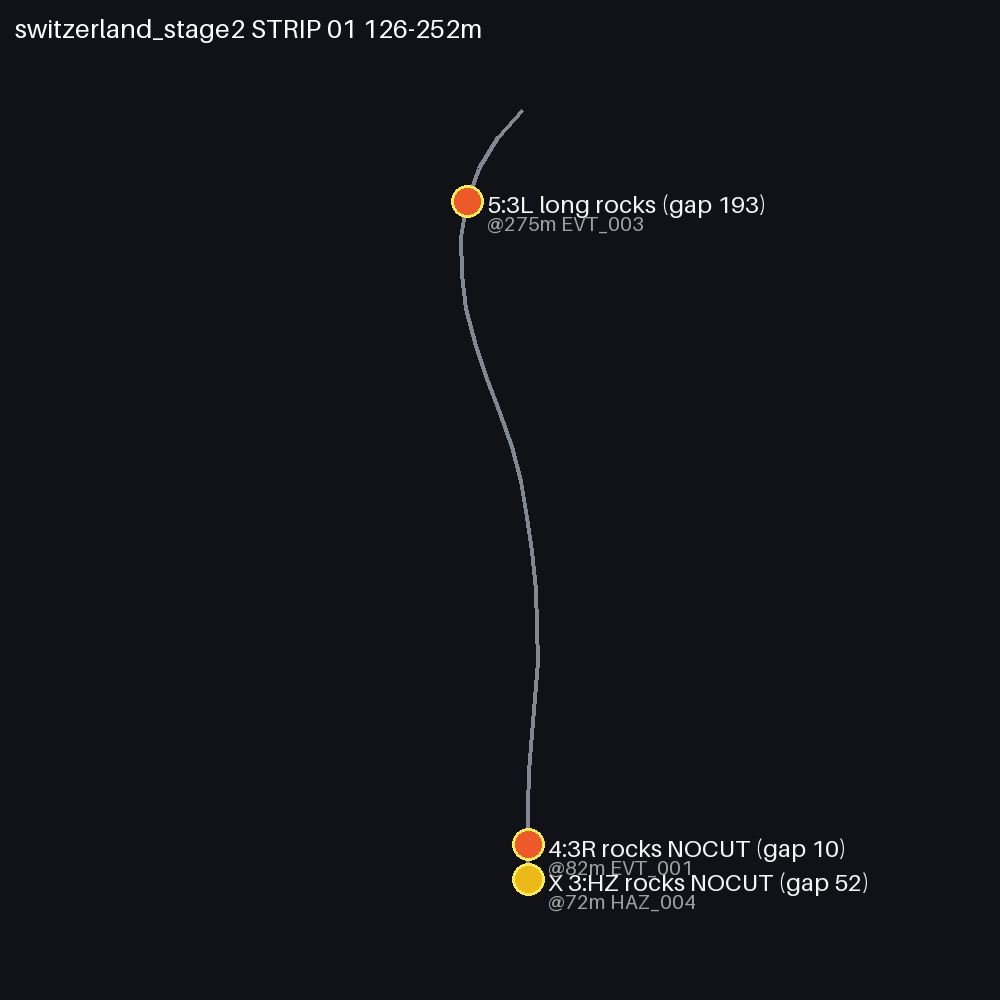 switzerland_stage2 STRIP 01 126-252m
5:3L long rocks (gap 193)
@275m EVT_003
4:3R rocks NOCUT (gap 10)
@82m EVT_001
X 3:HZ rocks NOCUT (gap 52)
@72m HAZ_004